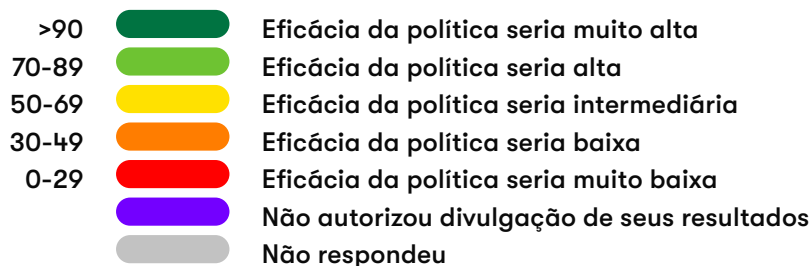 >90 Eficácia da política seria muito alta
70-89 Eficácia da política seria alta
50-69 Eficácia da política seria intermediária
30-49 Eficácia da política seria baixa
0-29 Eficácia da política seria muito baixa
Não autorizou divulgação de seus resultados
Não respondeu